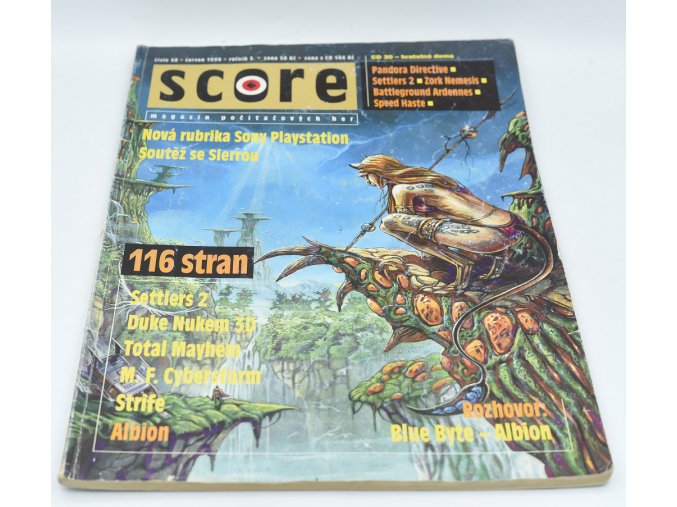 číslo 30 • červen 1996 • ročník 3. • cena 59 Kč • cena s CD 144 Kč
score
magazín počítačových her
CD 30 – hratelná dema
Pandora Directive
Settlers 2 Zork Nemesis
Battleground Ardennes
Speed Haste
Nová rubrika Sony Playstation
Soutěž se Sierrou
116 stran
Settlers 2
Duke Nukem 3D
Total Mayhem
M. F. Cyberstorm
Strife
Albion
Rozhovor:
Blue Byte – Albion